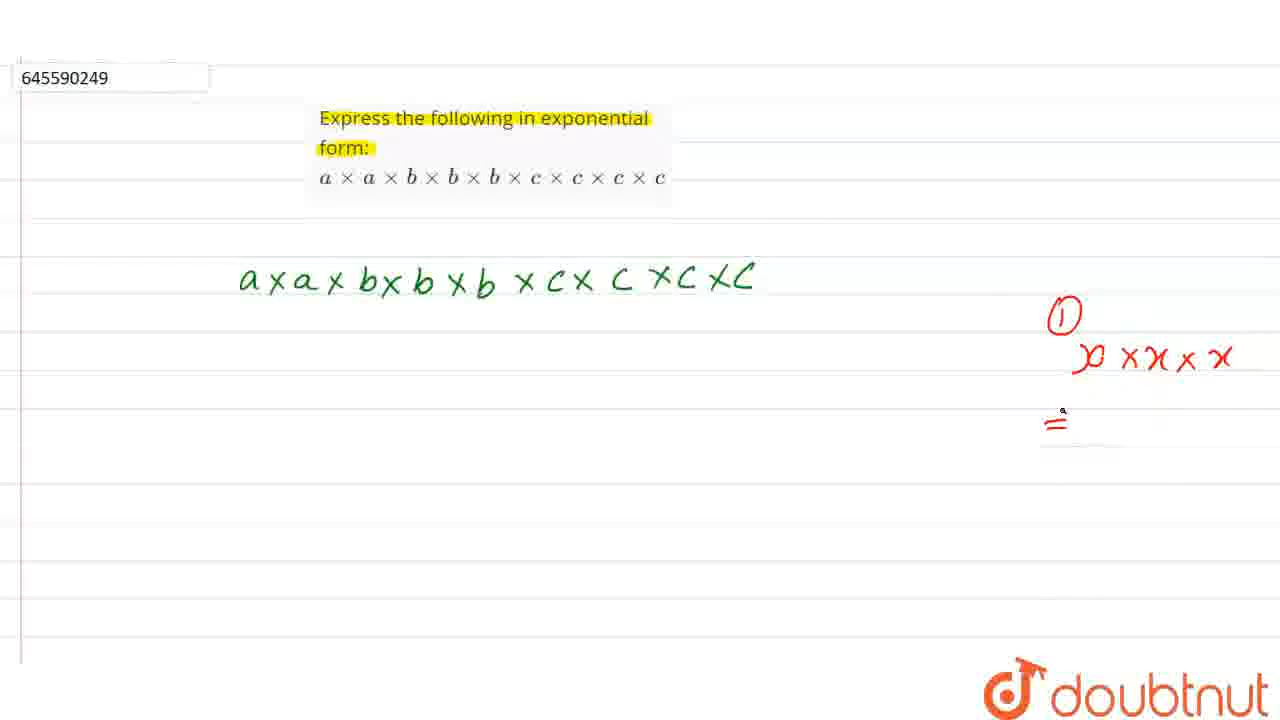 645590249
Express the following in exponential
form:
a × a × b × b × b × c × c × c × c
a × a × b × b × b × c × c × c × c
①
x × x × x
=
doubtnut